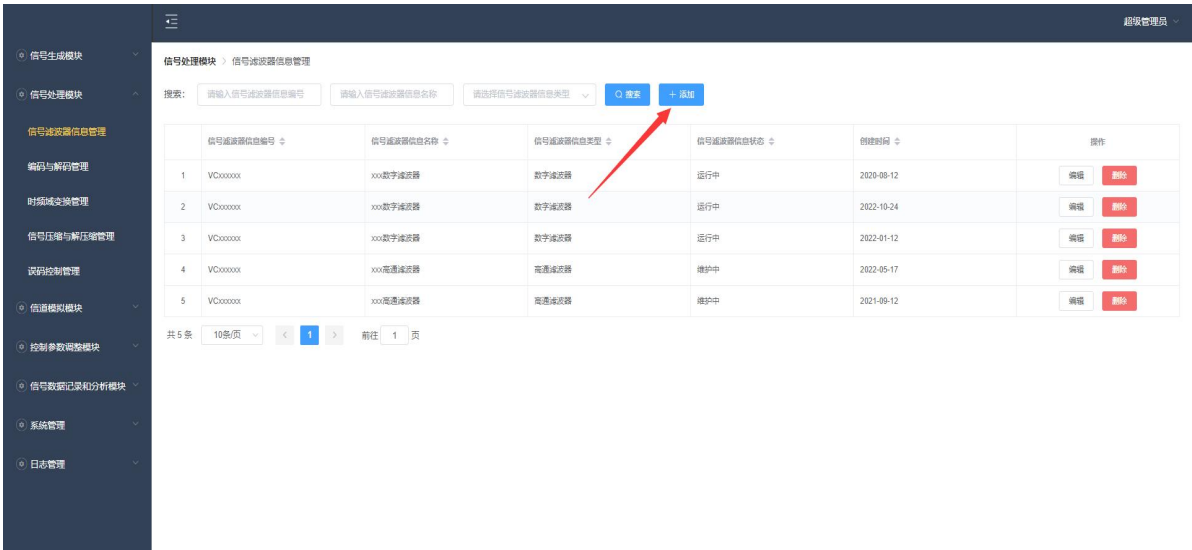 超级管理员
信号生成模块
信号处理模块
信号滤波器信息管理
编码与解码管理
时频域变换管理
信号压缩与解压缩管理
误码控制管理
信道模拟模块
控制参数调整模块
信号数据记录和分析模块
系统管理
日志管理
信号处理模块 > 信号滤波器信息管理
搜索: 请输入信号滤波器信息编号 请输入信号滤波器信息名称 请选择信号滤波器信息类型 搜索 + 添加
信号滤波器信息编号 信号滤波器信息名称 信号滤波器信息类型 信号滤波器信息状态 创建时间 操作
1 VCxxxxxx xxx数字滤波器 数字滤波器 运行中 2020-08-12 编辑 删除
2 VCxxxxxx xxx数字滤波器 数字滤波器 运行中 2022-10-24 编辑 删除
3 VCxxxxxx xxx数字滤波器 数字滤波器 运行中 2022-01-12 编辑 删除
4 VCxxxxxx xxx高通滤波器 高通滤波器 维护中 2022-05-17 编辑 删除
5 VCxxxxxx xxx高通滤波器 高通滤波器 维护中 2021-09-12 编辑 删除
共 5 条 10条/页 < 1 > 前往 1 页